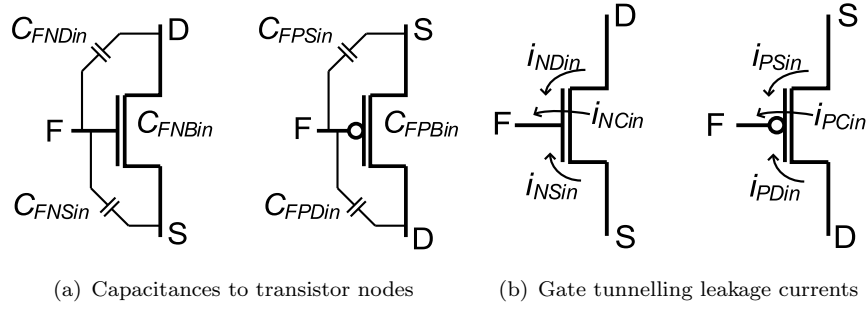 C_FNDin D
F C_FNBin
C_FNSin S
C_FPSin S
F C_FPBin
C_FPDin D
D
i_NDin
F i_NCin
i_NSin
S
S
i_PSin
F i_PCin
i_PDin
D
(a) Capacitances to transistor nodes
(b) Gate tunnelling leakage currents